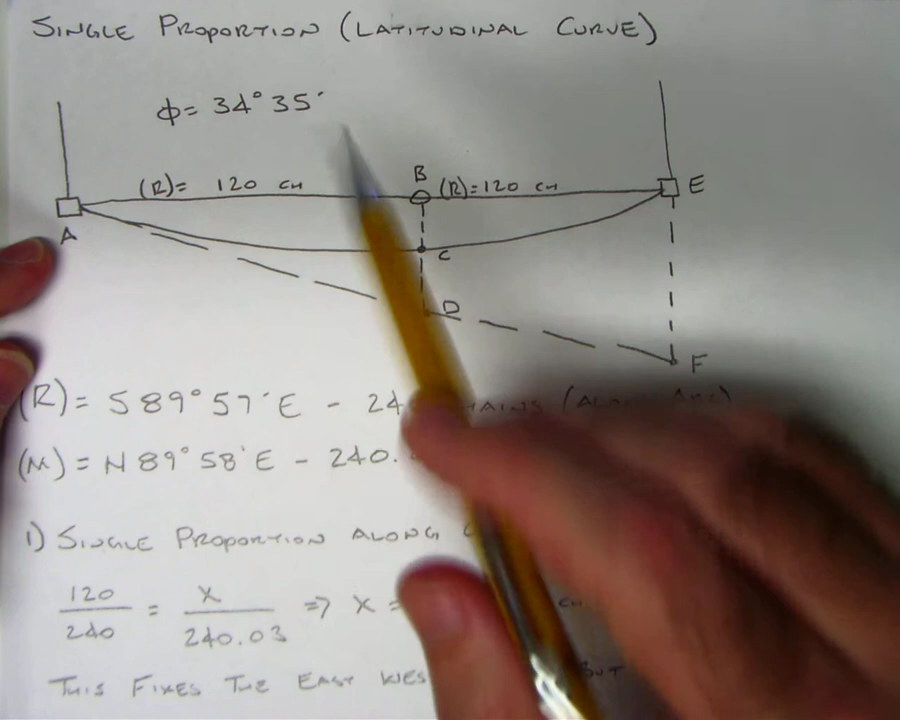 SINGLE PROPORTION (LATITUDINAL CURVE)
ϕ= 34° 35'
(R)= 120 CH
B
(R)=120 CH
E
A
C
D
F
(R)= S 89° 57' E - 24
(M) = N 89° 58' E - 240.
1) SINGLE PROPORTION ALONG
120/240 = X/240.03 => X =
THIS FIXES THE EAST WES BUT